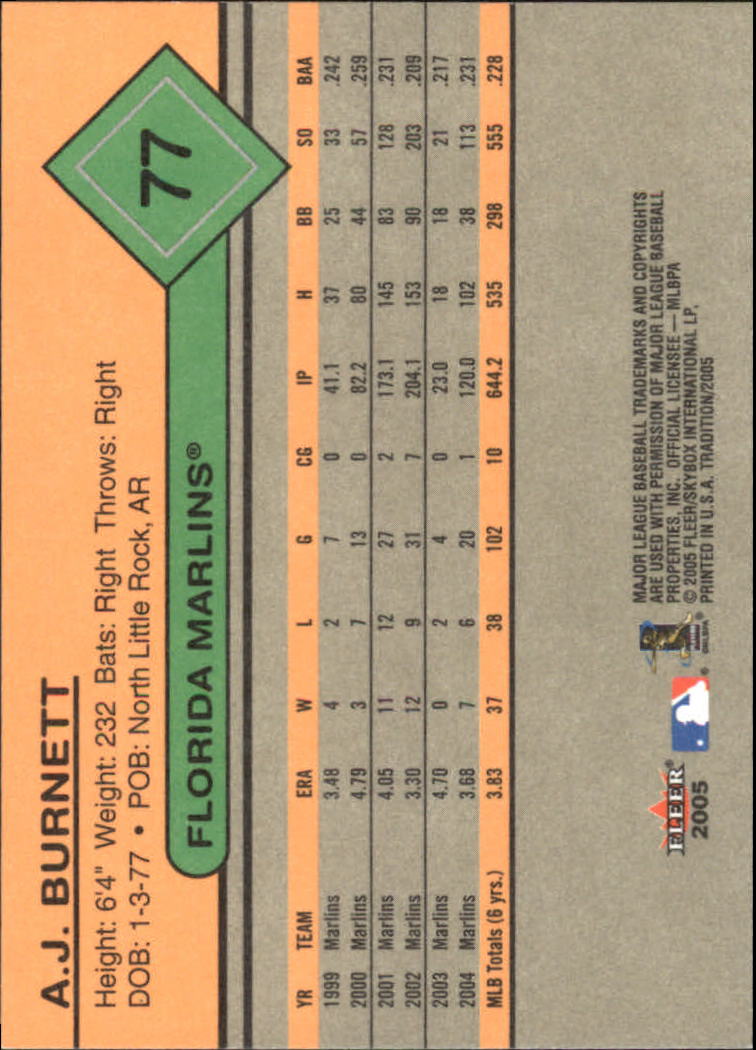 A.J. BURNETT
Height: 6'4" Weight: 232 Bats: Right Throws: Right
DOB: 1-3-77 • POB: North Little Rock, AR
77
FLORIDA MARLINS®
YR TEAM ERA W L G CG IP H BB SO BAA
1999 Marlins 3.48 4 2 7 0 41.1 37 25 33 .242
2000 Marlins 4.79 3 7 13 0 82.2 80 44 57 .259
2001 Marlins 4.05 11 12 27 2 173.1 145 83 128 .231
2002 Marlins 3.30 12 9 31 7 204.1 153 90 203 .209
2003 Marlins 4.70 0 2 4 0 23.0 18 18 21 .217
2004 Marlins 3.68 7 6 20 1 120.0 102 38 113 .231
MLB Totals (6 yrs.) 3.83 37 38 102 10 644.2 535 298 555 .228
FLEER®
2005
®
®
MAJOR LEAGUE BASEBALL TRADEMARKS AND COPYRIGHTS
ARE USED WITH PERMISSION OF MAJOR LEAGUE BASEBALL
PROPERTIES, INC. OFFICIAL LICENSEE — MLBPA
© 2005 FLEER/SKYBOX INTERNATIONAL LP.
PRINTED IN U.S.A. TRADITION/2005